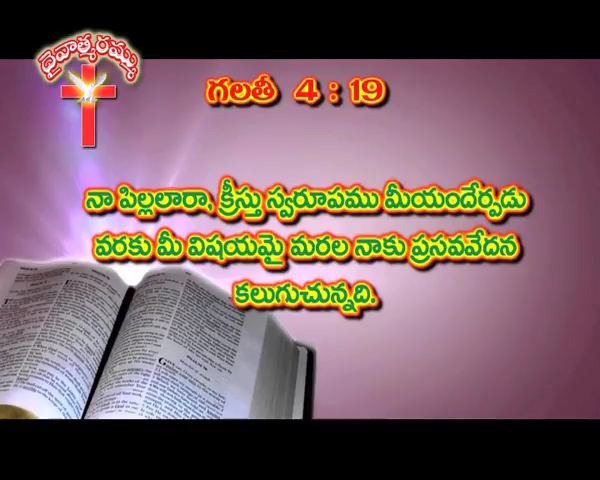 దైవాత్మరమ్ము
గలతీ 4 : 19
నా పిల్లలారా, క్రీస్తు స్వరూపము మీయందేర్పడు
వరకు మీ విషయమై మరల నాకు ప్రసవవేదన
కలుగుచున్నది.